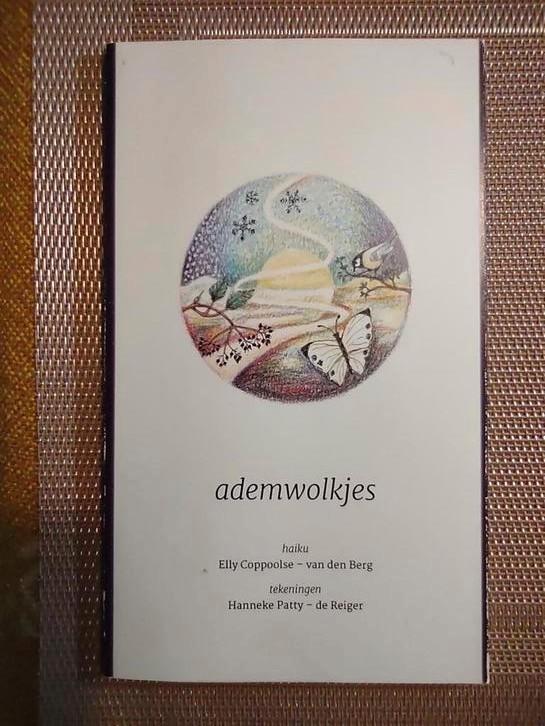 ademwolkjes
haiku
Elly Coppoolse – van den Berg
tekeningen
Hanneke Patty – de Reiger